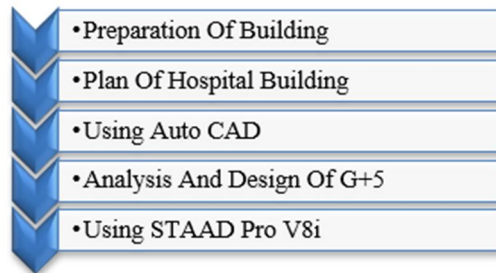 •Preparation Of Building
•Plan Of Hospital Building
•Using Auto CAD
•Analysis And Design Of G+5
•Using STAAD Pro V8i